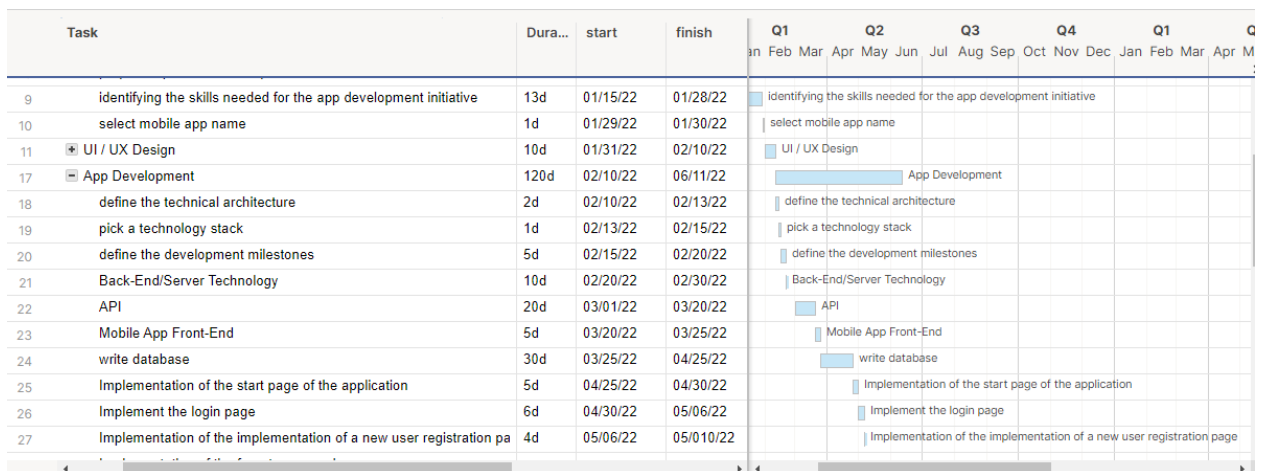 Task Dura... start finish Q1 Q2 Q3 Q4 Q1
Feb Mar Apr May Jun Jul Aug Sep Oct Nov Dec Jan Feb Mar Apr M
9 identifying the skills needed for the app development initiative 13d 01/15/22 01/28/22 identifying the skills needed for the app development initiative
10 select mobile app name 1d 01/29/22 01/30/22 select mobile app name
11 UI / UX Design 10d 01/31/22 02/10/22 UI / UX Design
17 App Development 120d 02/10/22 06/11/22 App Development
18 define the technical architecture 2d 02/10/22 02/13/22 define the technical architecture
19 pick a technology stack 1d 02/13/22 02/15/22 pick a technology stack
20 define the development milestones 5d 02/15/22 02/20/22 define the development milestones
21 Back-End/Server Technology 10d 02/20/22 02/30/22 Back-End/Server Technology
22 API 20d 03/01/22 03/20/22 API
23 Mobile App Front-End 5d 03/20/22 03/25/22 Mobile App Front-End
24 write database 30d 03/25/22 04/25/22 write database
25 Implementation of the start page of the application 5d 04/25/22 04/30/22 Implementation of the start page of the application
26 Implement the login page 6d 04/30/22 05/06/22 Implement the login page
27 Implementation of the implementation of a new user registration pa 4d 05/06/22 05/010/22 Implementation of the implementation of a new user registration page